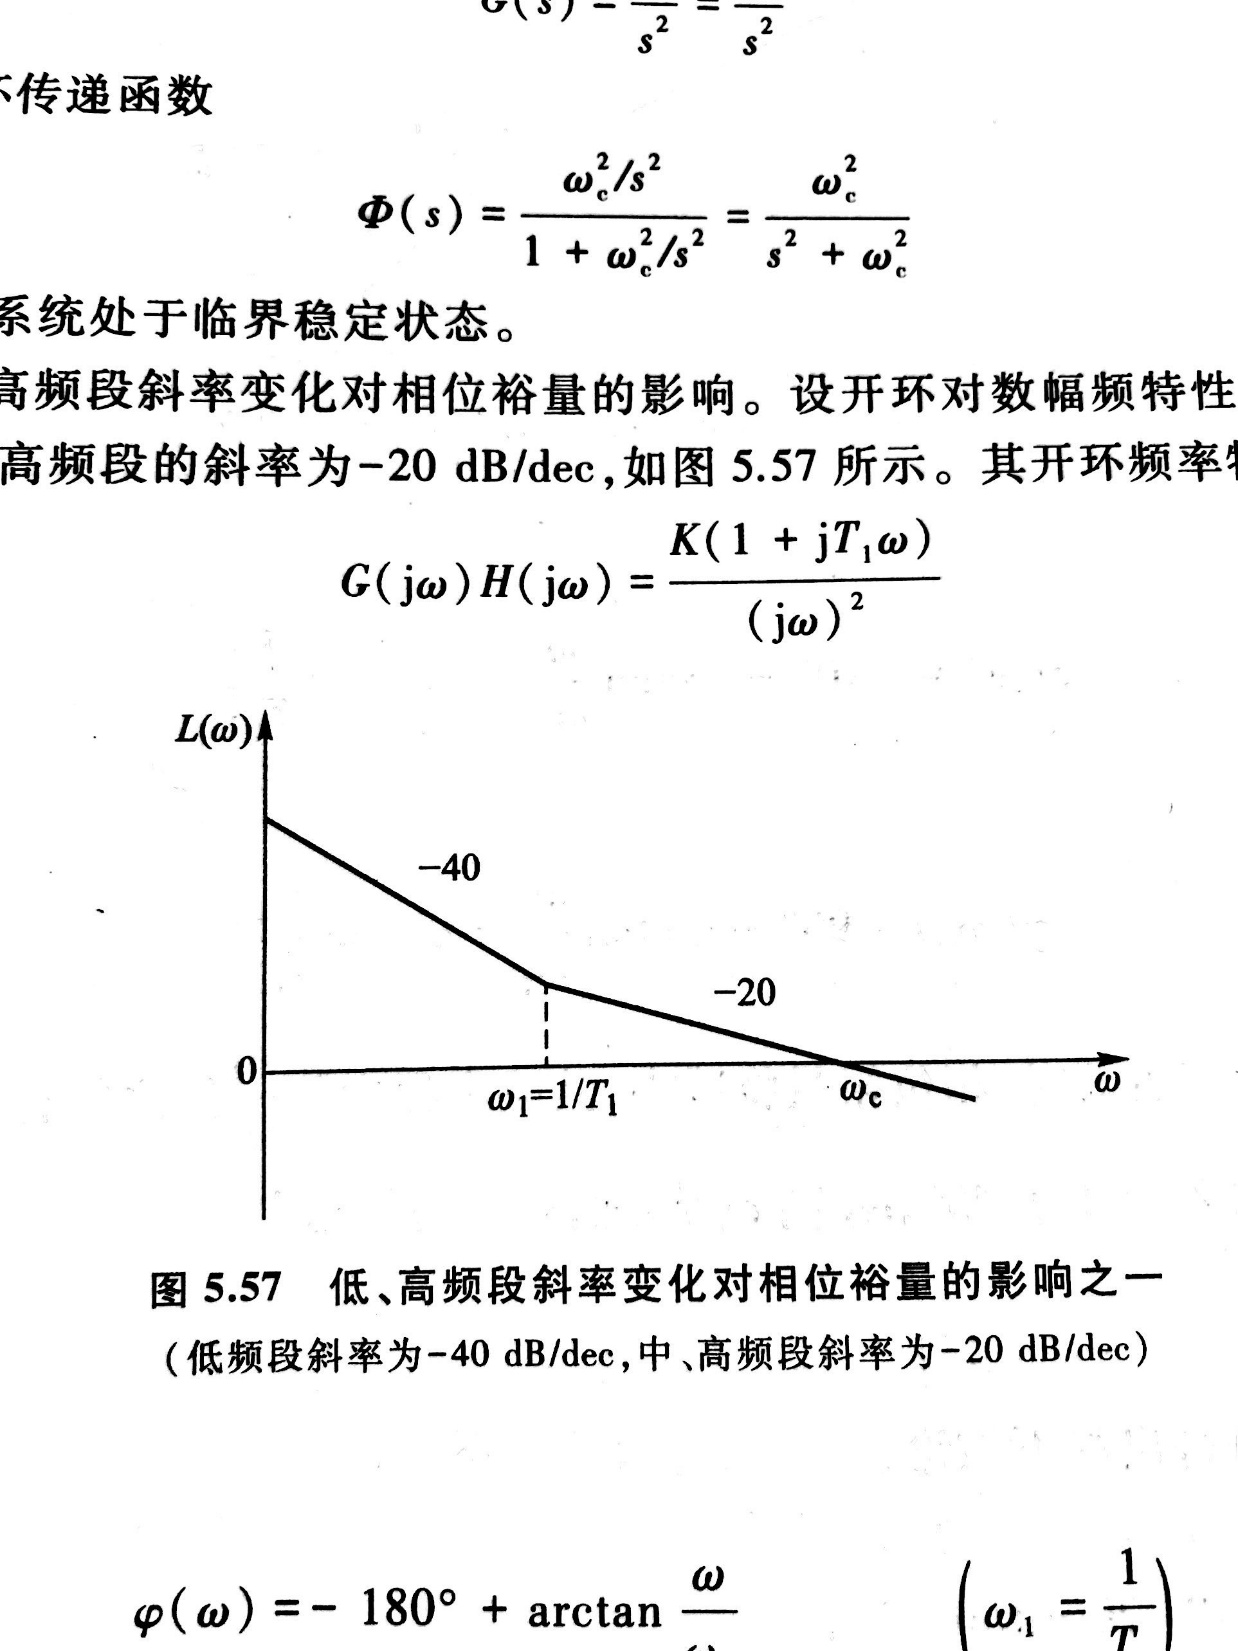 G(s) = — = —
s² s²
传递函数
Φ(s) = (ω_c²/s²)/(1 + ω_c²/s²) = ω_c²/(s² + ω_c²)
系统处于临界稳定状态。
高频段斜率变化对相位裕量的影响。设开环对数幅频特性
高频段的斜率为-20 dB/dec,如图 5.57 所示。其开环频率
G(jω)H(jω) = K(1 + jT₁ω)/(jω)²
L(ω)
-40
-20
0
ω₁=1/T₁
ω_c
ω
图 5.57 低、高频段斜率变化对相位裕量的影响之一
(低频段斜率为-40 dB/dec,中、高频段斜率为-20 dB/dec)
φ(ω) = - 180° + arctan ω/ω (ω₁ = 1/T)